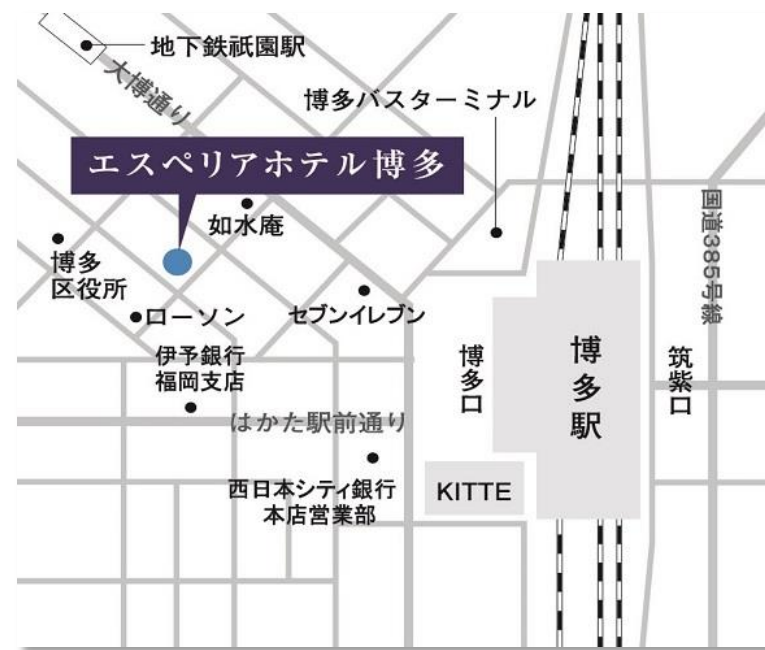 地下鉄祇園駅
大博通り
博多バスターミナル
エスペリアホテル博多
如水庵
国道385号線
博多
区役所
ローソン
セブンイレブン
伊予銀行
福岡支店
博多口
博多駅
筑紫口
はかた駅前通り
西日本シティ銀行
本店営業部
KITTE